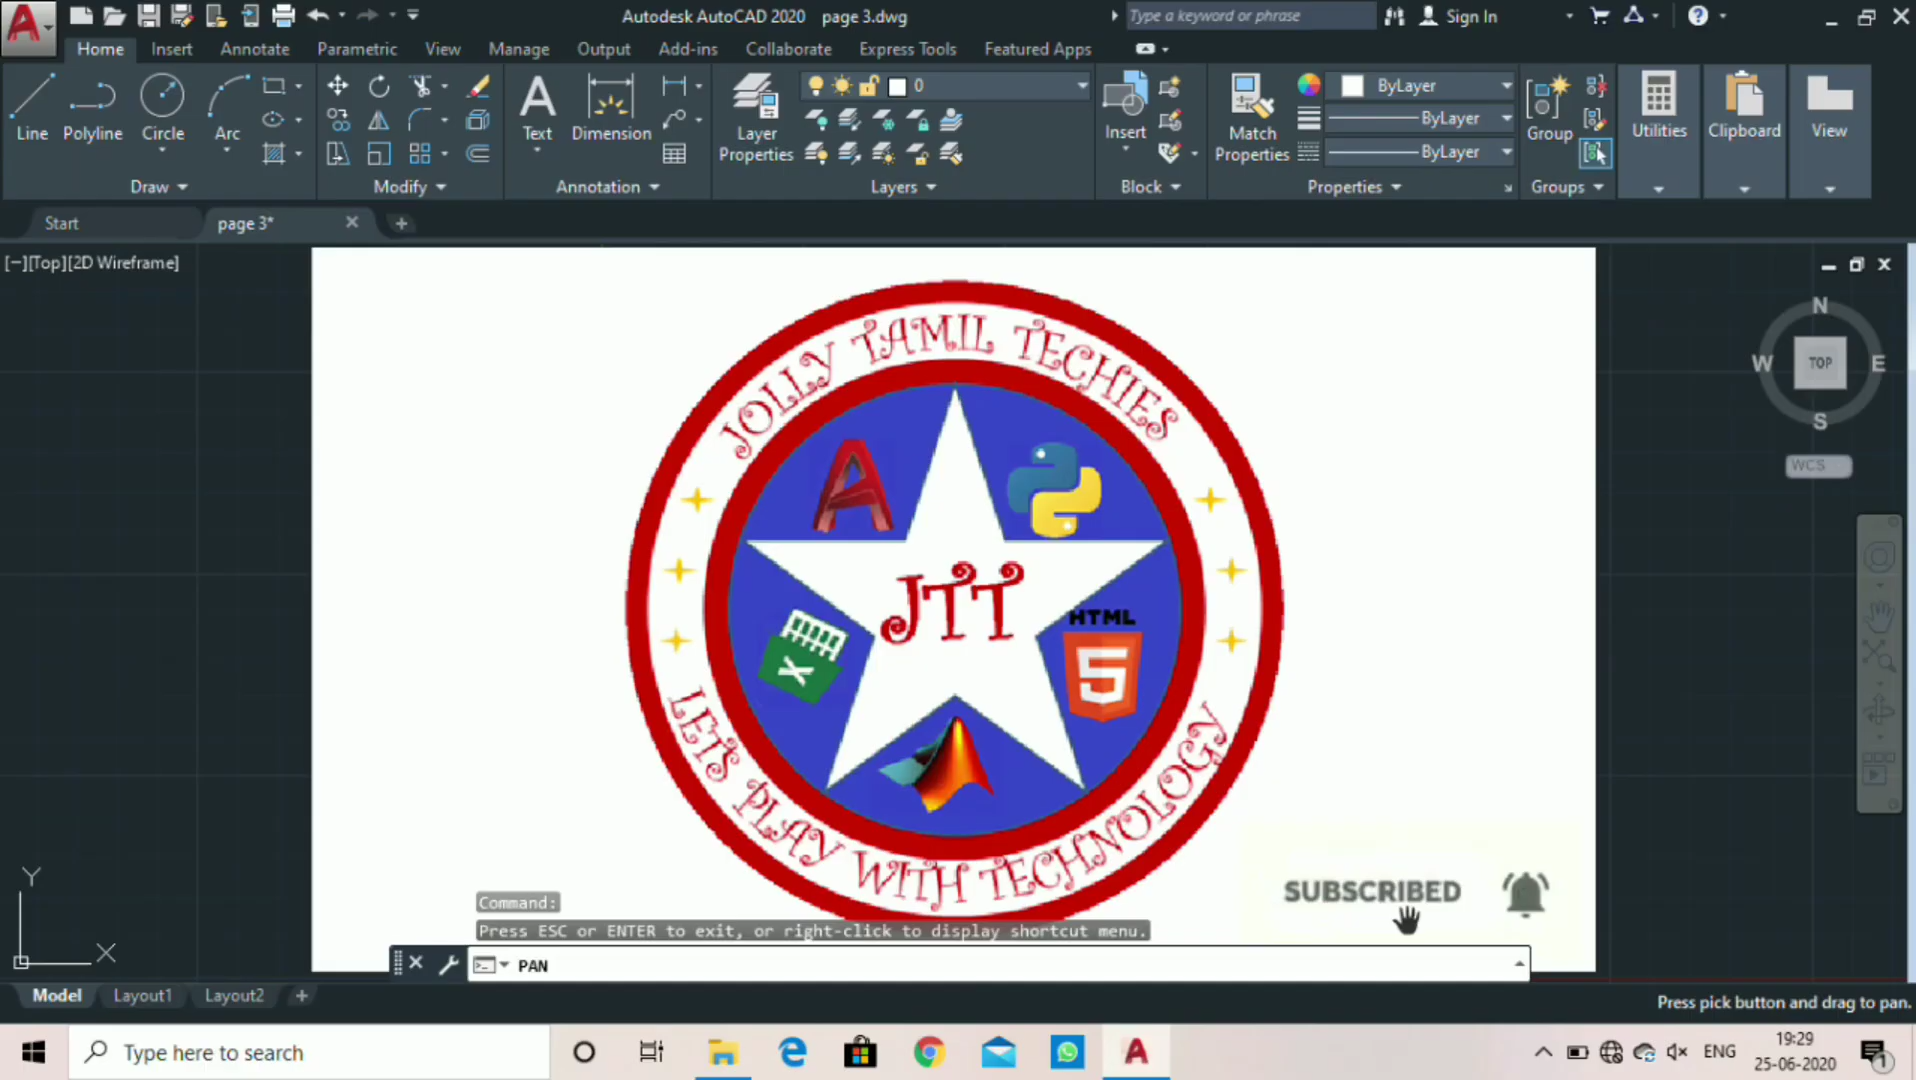 Autodesk AutoCAD 2020 page 3.dwg
Type a keyword or phrase
Sign In
Home Insert Annotate Parametric View Manage Output Add-ins Collaborate Express Tools Featured Apps
0
ByLayer
ByLayer
ByLayer
Line Polyline Circle Arc
Text Dimension
Layer Properties
Insert
Match Properties
Group
Utilities Clipboard View
Draw Modify Annotation Layers Block Properties Groups
Start page 3*
[−][Top][2D Wireframe]
N
W TOP E
S
WCS
JOLLY TAMIL TECHIES
JTT
HTML
5
X
LETS PLAY WITH TECHNOLOGY
SUBSCRIBED
Command:
Press ESC or ENTER to exit, or right-click to display shortcut menu.
PAN
Y
X
Model Layout1 Layout2
Press pick button and drag to pan.
Type here to search
ENG
19:29
25-06-2020
1